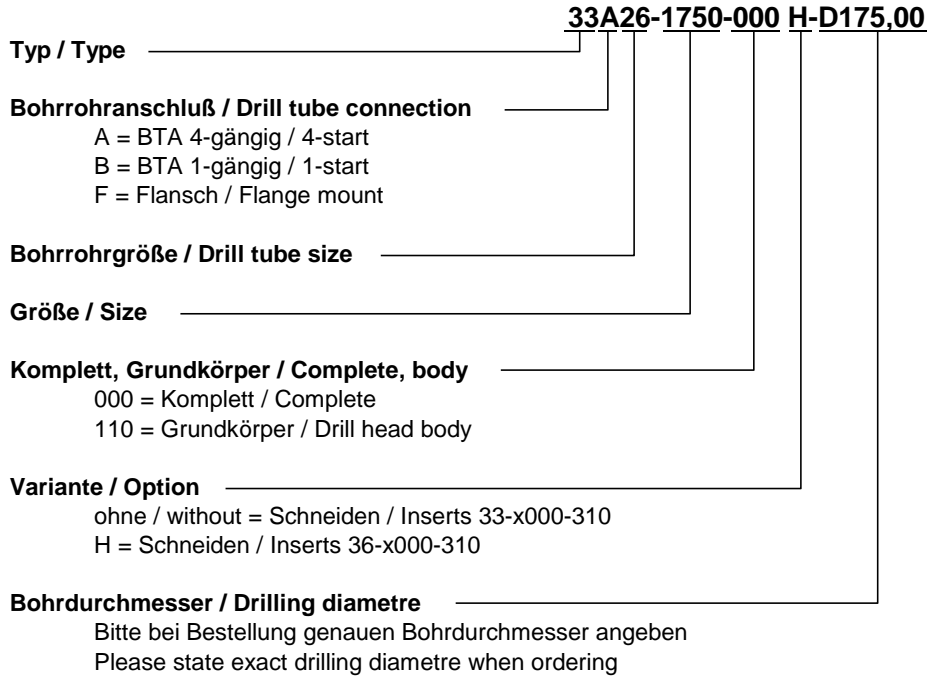 33A26-1750-000 H-D175,00
Typ / Type
Bohrrohranschluß / Drill tube connection
A = BTA 4-gängig / 4-start
B = BTA 1-gängig / 1-start
F = Flansch / Flange mount
Bohrrohrgröße / Drill tube size
Größe / Size
Komplett, Grundkörper / Complete, body
000 = Komplett / Complete
110 = Grundkörper / Drill head body
Variante / Option
ohne / without = Schneiden / Inserts 33-x000-310
H = Schneiden / Inserts 36-x000-310
Bohrdurchmesser / Drilling diametre
Bitte bei Bestellung genauen Bohrdurchmesser angeben
Please state exact drilling diametre when ordering